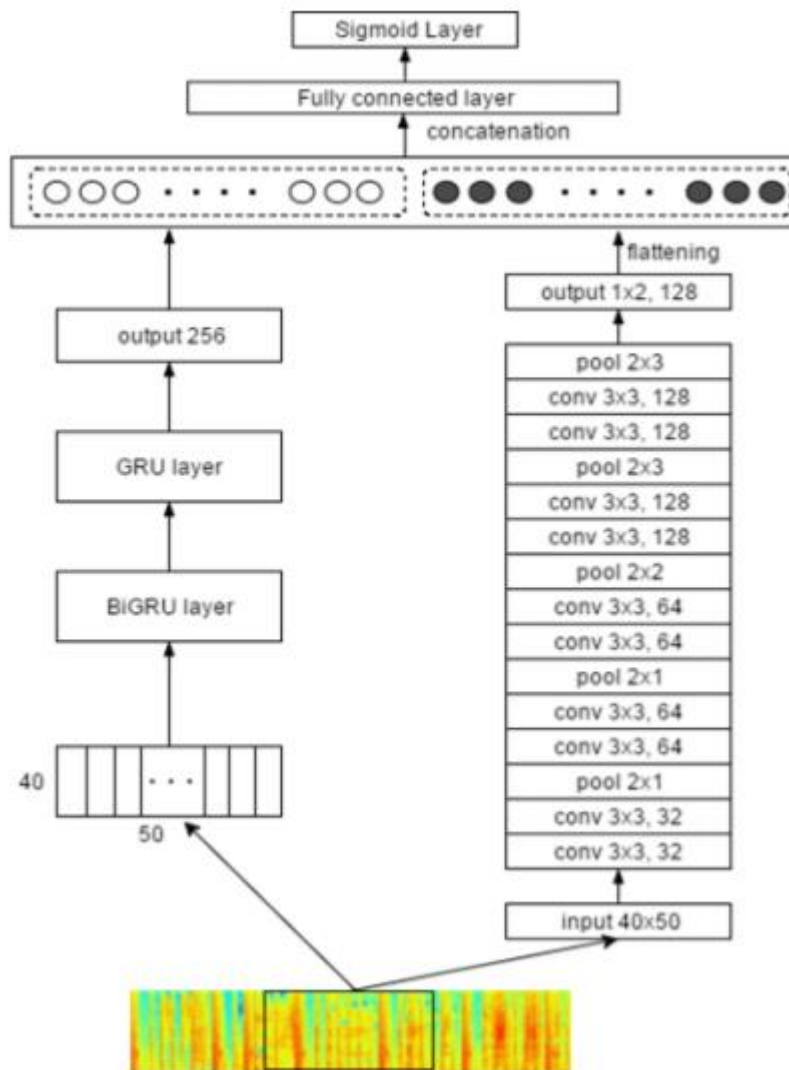 Sigmoid Layer
Fully connected layer
concatenation
flattening
output 1x2, 128
output 256
pool 2x3
conv 3x3, 128
conv 3x3, 128
GRU layer
pool 2x3
conv 3x3, 128
conv 3x3, 128
pool 2x2
BiGRU layer
conv 3x3, 64
conv 3x3, 64
pool 2x1
conv 3x3, 64
conv 3x3, 64
40
pool 2x1
50
conv 3x3, 32
conv 3x3, 32
input 40x50